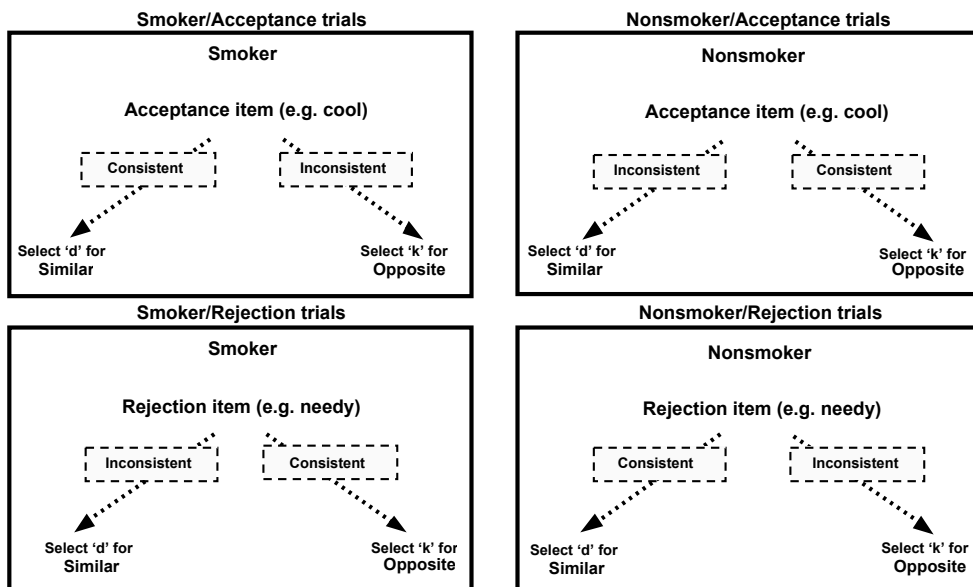 Smoker/Acceptance trials
Smoker
Acceptance item (e.g. cool)
Consistent
Inconsistent
Select ‘d’ for
Similar
Select ‘k’ for
Opposite
Nonsmoker/Acceptance trials
Nonsmoker
Acceptance item (e.g. cool)
Inconsistent
Consistent
Select ‘d’ for
Similar
Select ‘k’ for
Opposite
Smoker/Rejection trials
Smoker
Rejection item (e.g. needy)
Inconsistent
Consistent
Select ‘d’ for
Similar
Select ‘k’ for
Opposite
Nonsmoker/Rejection trials
Nonsmoker
Rejection item (e.g. needy)
Consistent
Inconsistent
Select ‘d’ for
Similar
Select ‘k’ for
Opposite